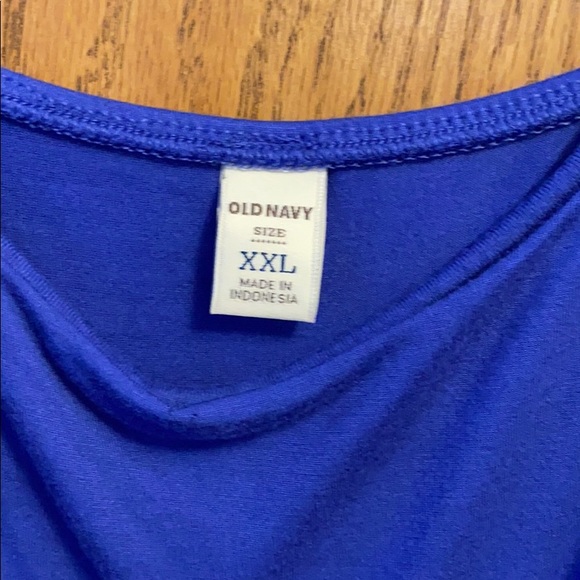 OLD NAVY
SIZE
XXL
MADE IN
INDONESIA